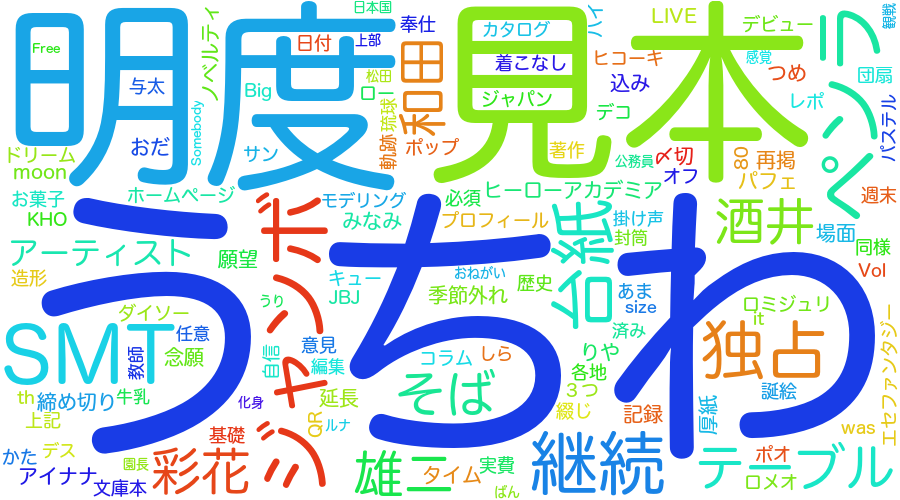 Free
明度
見本
日本国
奉仕
上部
日付
与太
ノベルティ
Big
松田
ロー
和田
琉球
軌跡
カタログ
着こなし
ジャパン
ハイ
LIVE
デビュー
観戦
ヒコーキ
感覚
つめ
団扇
込み
デコ
レポ
パステル
ペンラ
Somebody
おだ
サン
ポップ
著作
公務員
〆切
オフ
80
再掲
パフェ
週末
ドリーム
moon
お菓子
KHO
ホームページ
モデリング
必須
ヒーローアカデミア
みなみ
プロフィール
掛け声
封筒
酒井
場面
同様
Vol
アーティスト
願望
ジャンボ
うちわ
台紙
造形
キュー
JBJ
おねがい
季節外れ
歴史
あま
size
ロミジュリ
it
うり
ダイソー
SMT
任意
教師
念願
自信
意見
編集
コラム
しら
済み
りや
各地
独占
エセファンタジー
th
締め切り
牛乳
化身
延長
QR
ルナ
そば
3つ
綴じ
記録
厚紙
誕絵
was
上記
基礎
かた
デス
アイナナ
文庫本
園長
彩花
雄二
タイム
実費
ぱん
継続
テーブル
ポオ
ロメオ